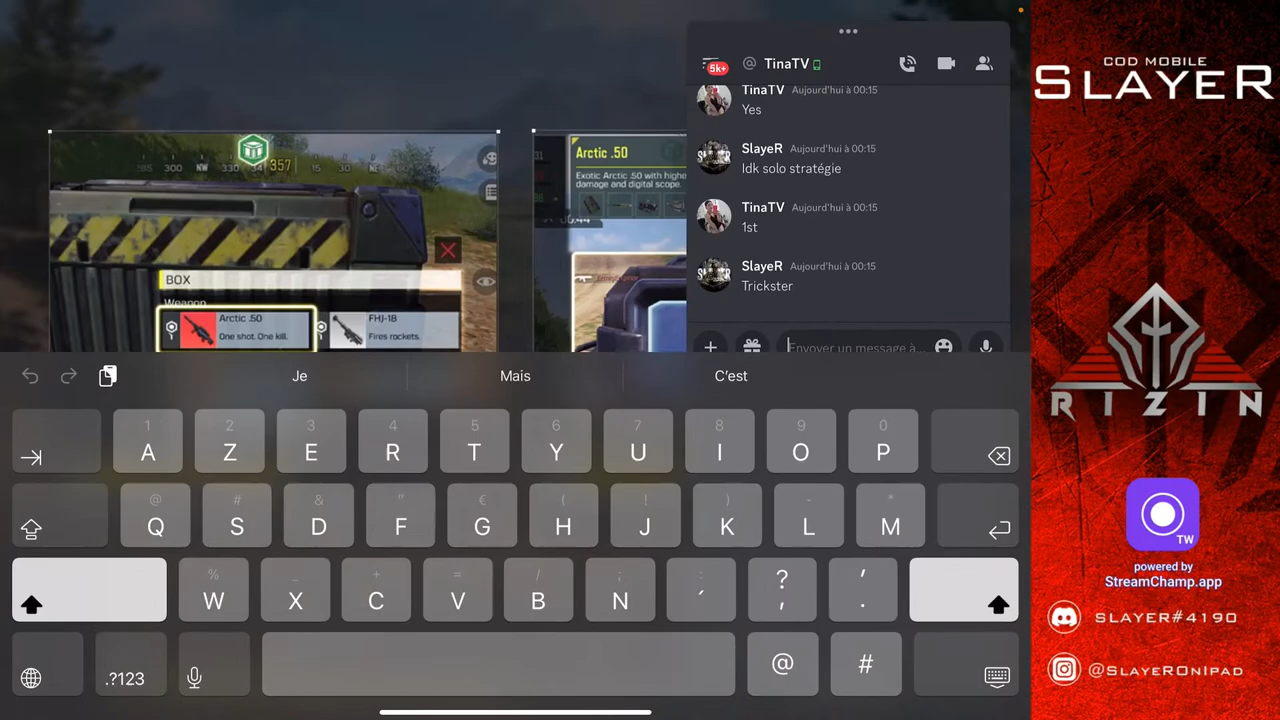 5k+
@ TinaTV
TinaTV Aujourd'hui à 00:15
Yes
SlayeR Aujourd'hui à 00:15
Idk solo stratégie
TinaTV Aujourd'hui à 00:15
1st
SlayeR Aujourd'hui à 00:15
Trickster
Envoyer un message à...
300 NW 330 357 15 30 NE
BOX
Weapon
Arctic .50
One shot. One kill.
FHJ-18
Fires rockets.
31
Arctic .50
Exotic Arctic .50 with highe
damage and digital scope.
Je Mais C'est
1 2 3 4 5 6 7 8 9 0
A Z E R T Y U I O P
@ # & " € ( ! ) - *
Q S D F G H J K L M
% _ + = / ; : ? '
W X C V B N ´ , .
.?123 @ #
COD MOBILE
SLAYER
RIZIN
TW
powered by
StreamChamp.app
SLAYER#4190
@SlayeROnIpad